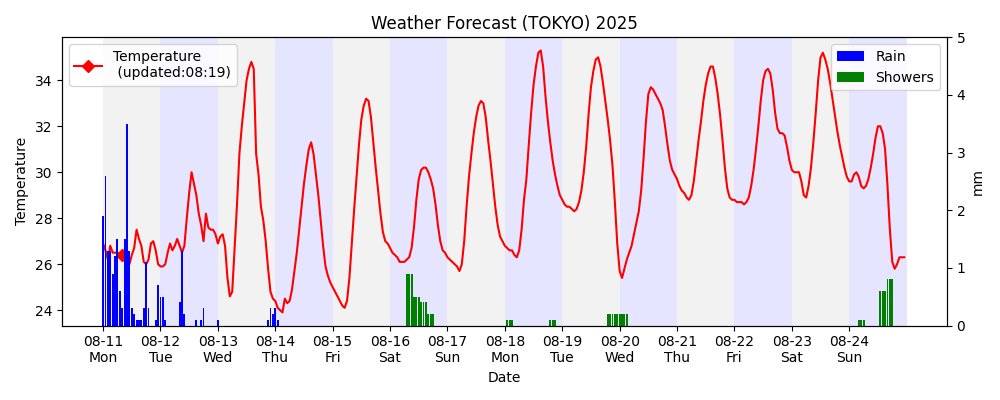 Weather Forecast (TOKYO) 2025
Temperature
(updated:08:19)
Rain
Showers
Temperature
34
32
30
28
26
24
5
4
3
2
1
0
mm
08-11 08-12 08-13 08-14 08-15 08-16 08-17 08-18 08-19 08-20 08-21 08-22 08-23 08-24
Mon Tue Wed Thu Fri Sat Sun Mon Tue Wed Thu Fri Sat Sun
Date